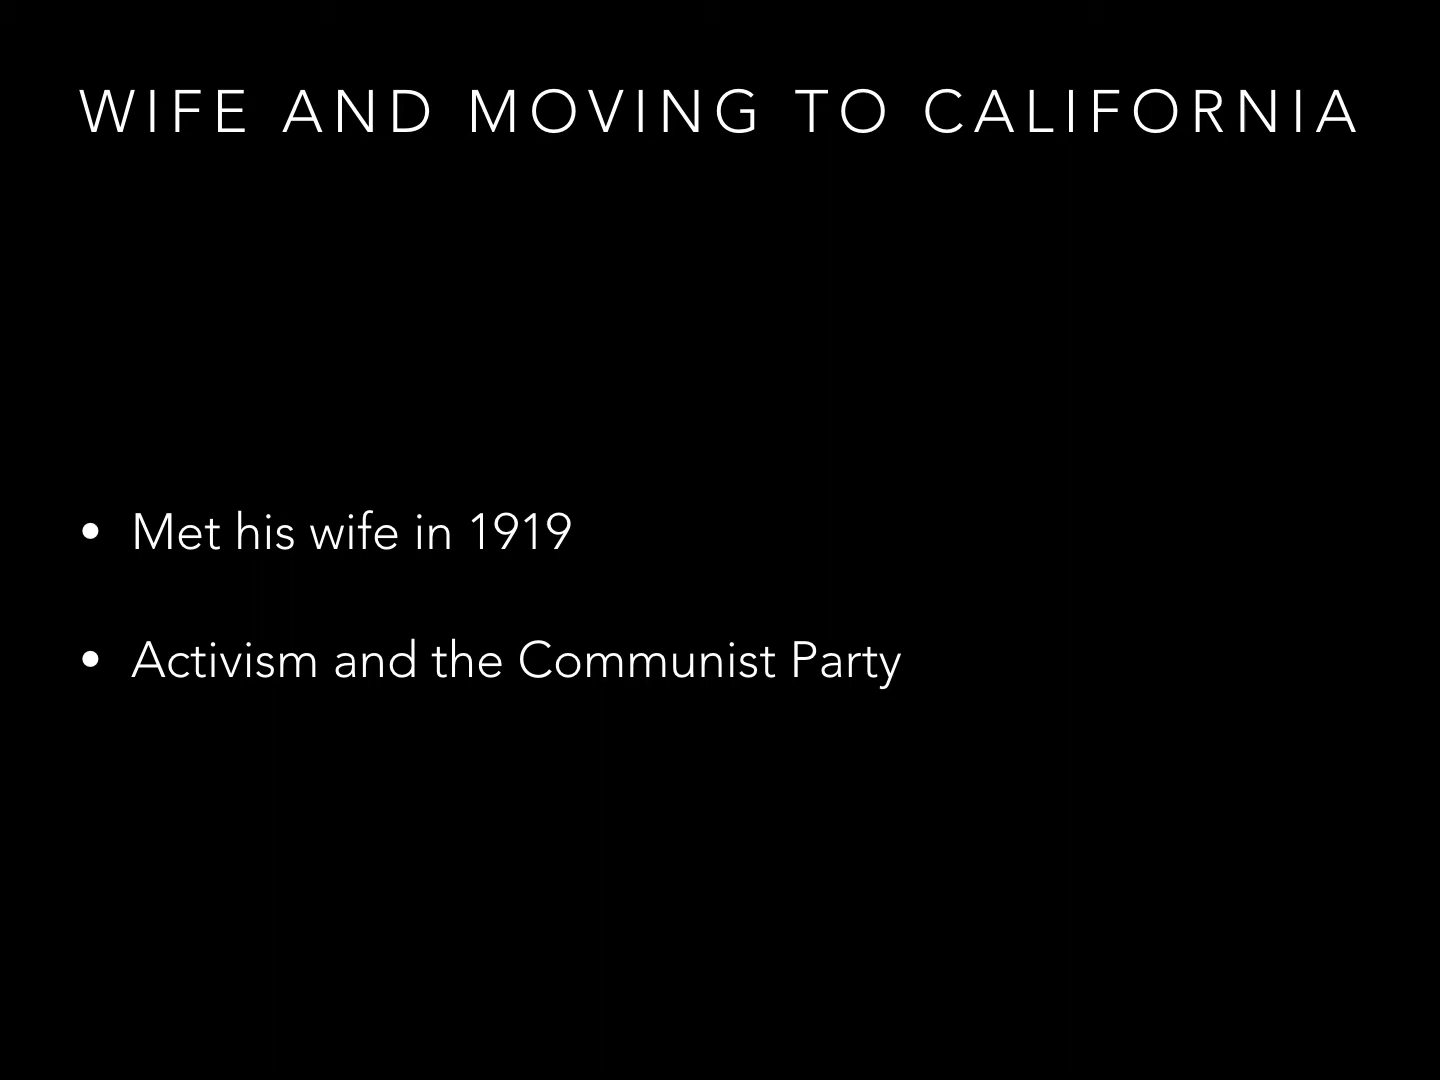 WIFE AND MOVING TO CALIFORNIA
• Met his wife in 1919
• Activism and the Communist Party